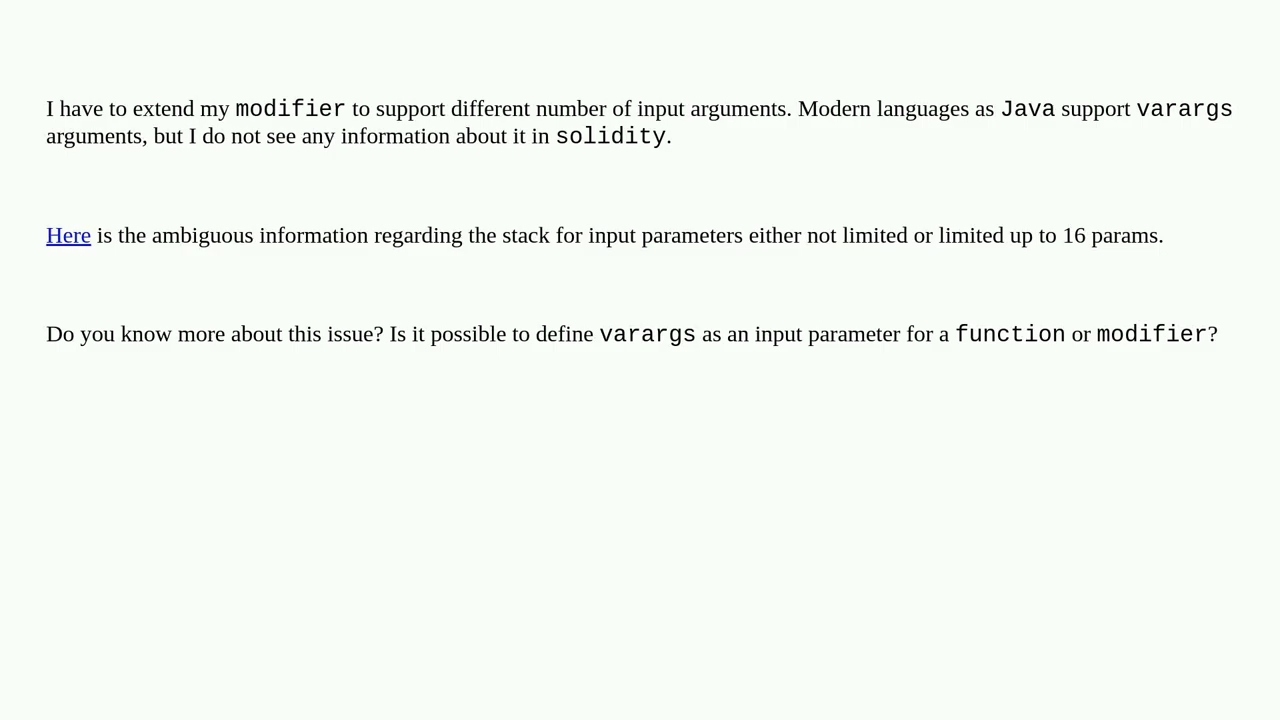 I have to extend my modifier to support different number of input arguments. Modern languages as Java support varargs
arguments, but I do not see any information about it in solidity.
Here is the ambiguous information regarding the stack for input parameters either not limited or limited up to 16 params.
Do you know more about this issue? Is it possible to define varargs as an input parameter for a function or modifier?